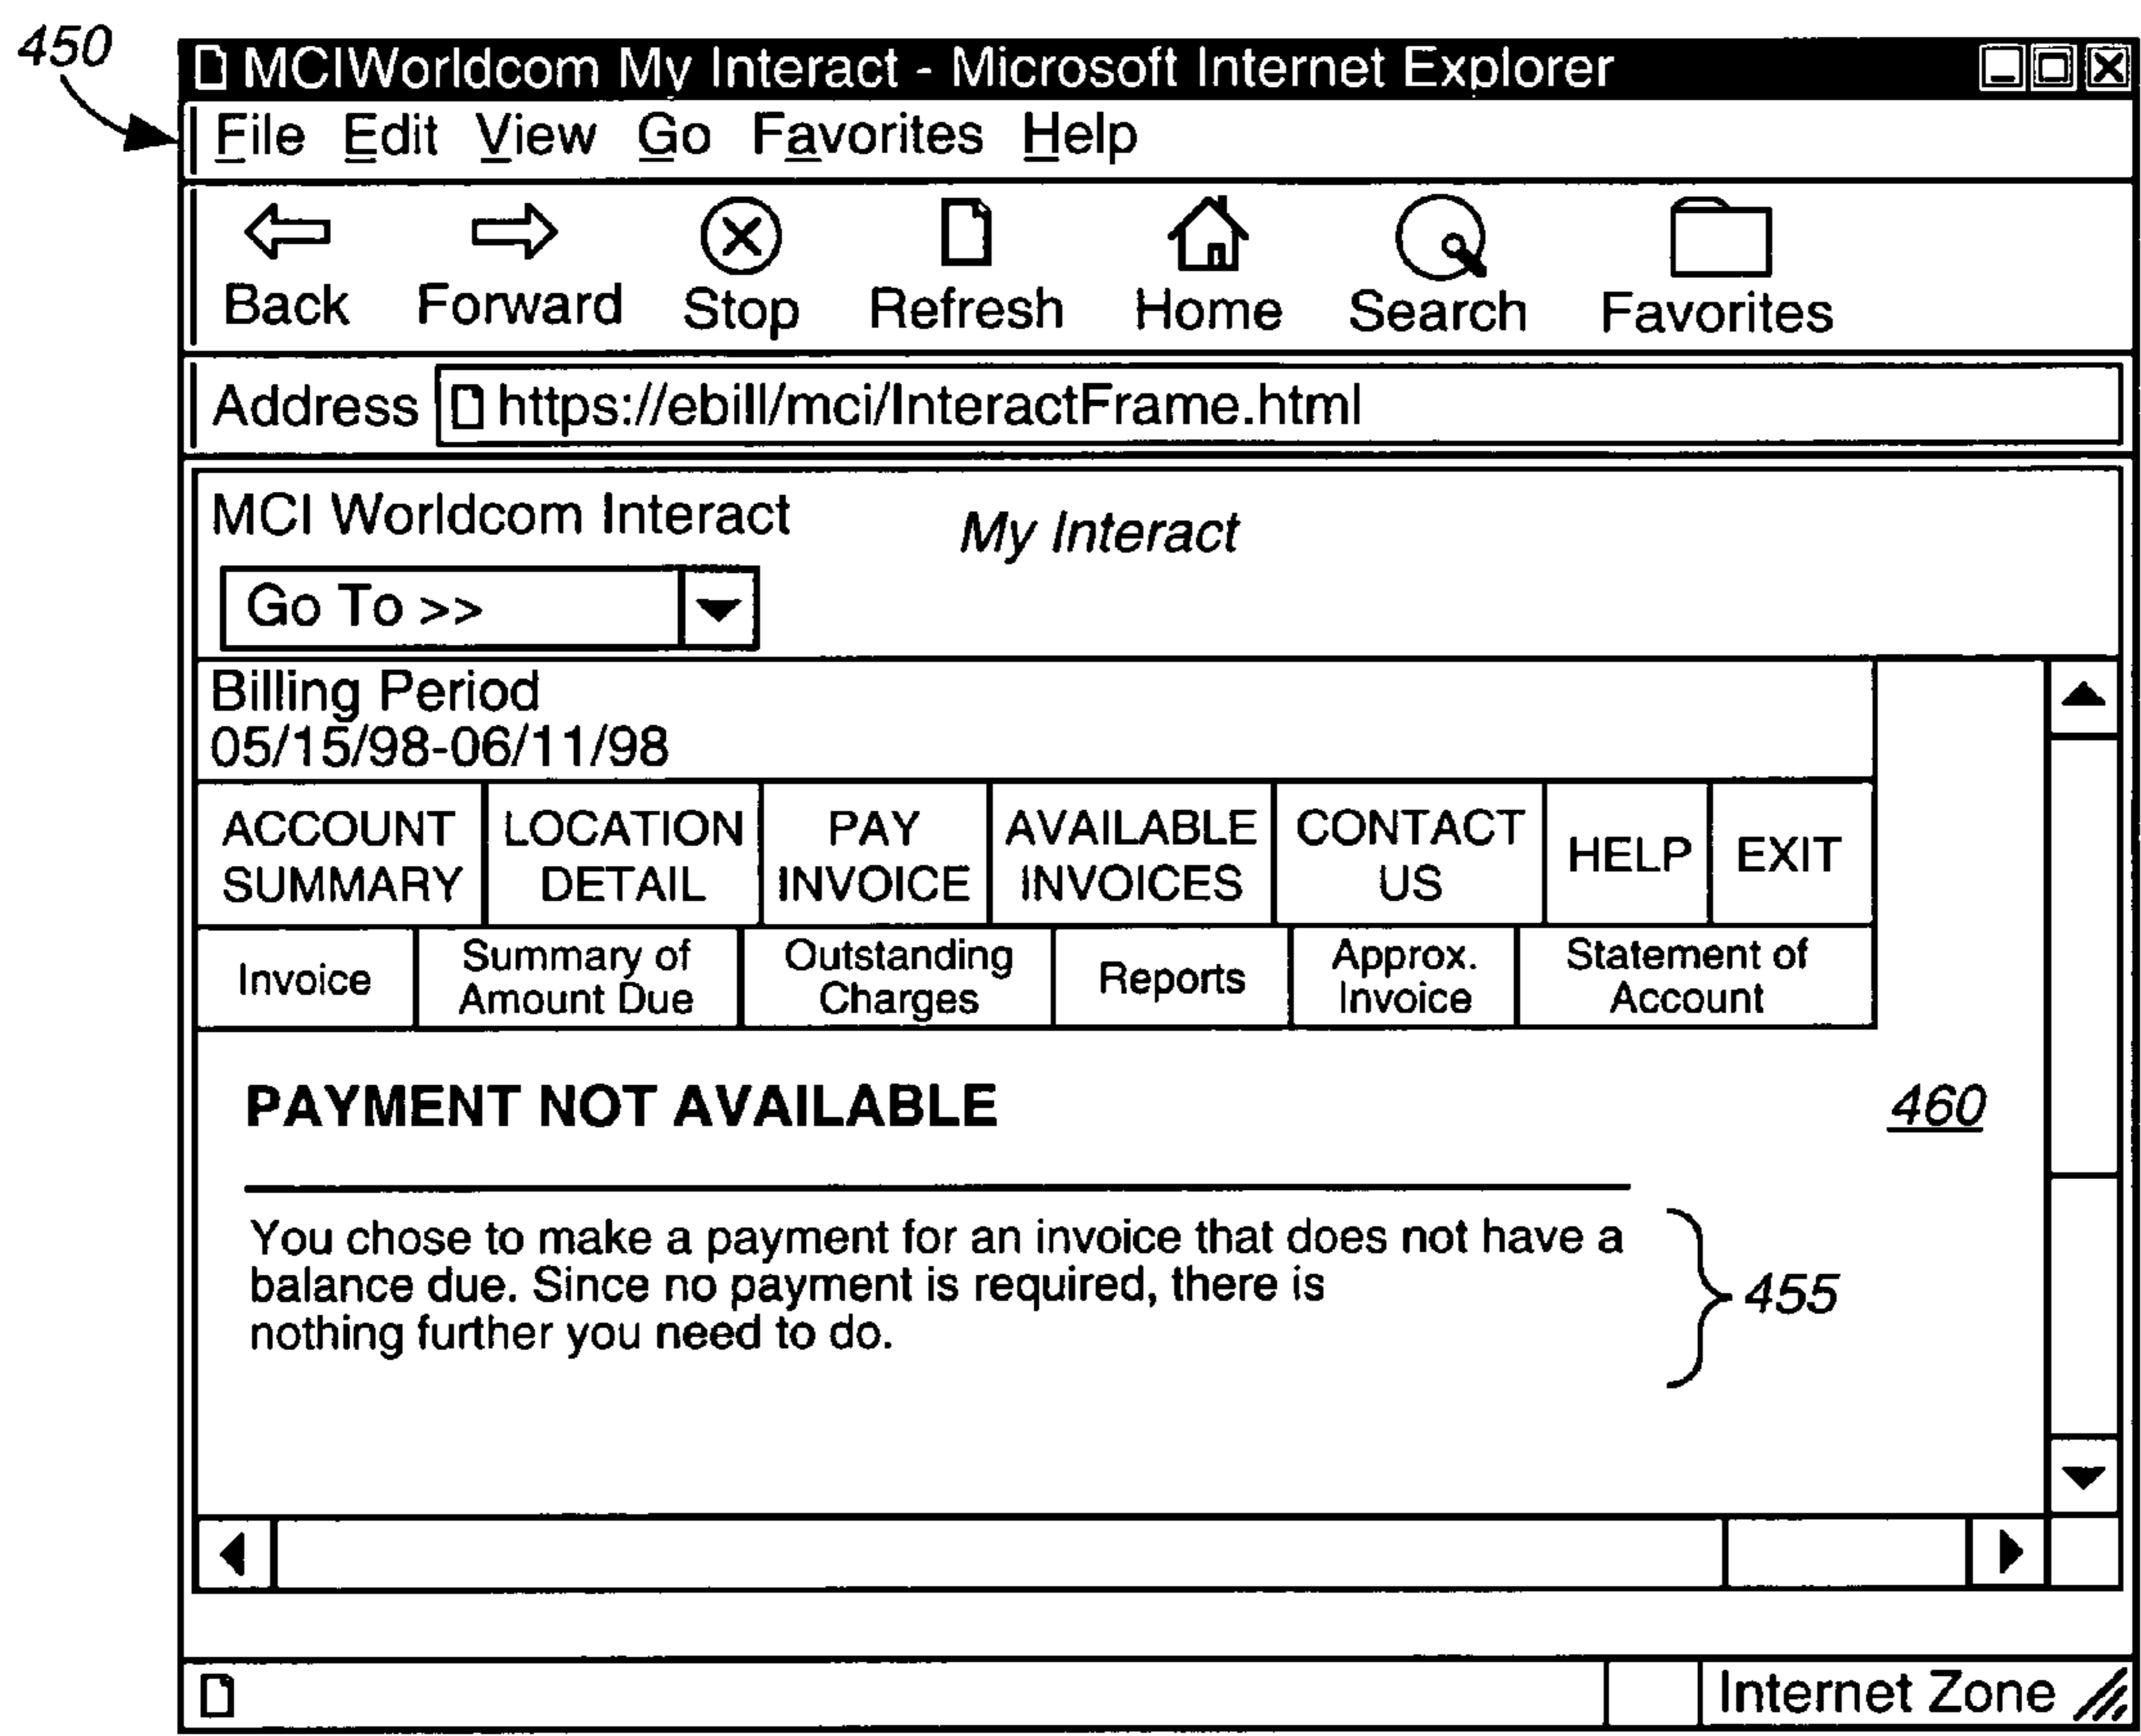 450
MCIWorldcom My Interact - Microsoft Internet Explorer
File Edit View Go Favorites Help
Back Forward Stop Refresh Home Search Favorites
Address https://ebill/mci/InteractFrame.html
MCI Worldcom Interact
My Interact
Go To >>
Billing Period
05/15/98-06/11/98
ACCOUNT SUMMARY LOCATION DETAIL PAY INVOICE AVAILABLE INVOICES CONTACT US HELP EXIT
Invoice Summary of Amount Due Outstanding Charges Reports Approx. Invoice Statement of Account
PAYMENT NOT AVAILABLE
460
You chose to make a payment for an invoice that does not have a
balance due. Since no payment is required, there is
nothing further you need to do.
455
Internet Zone